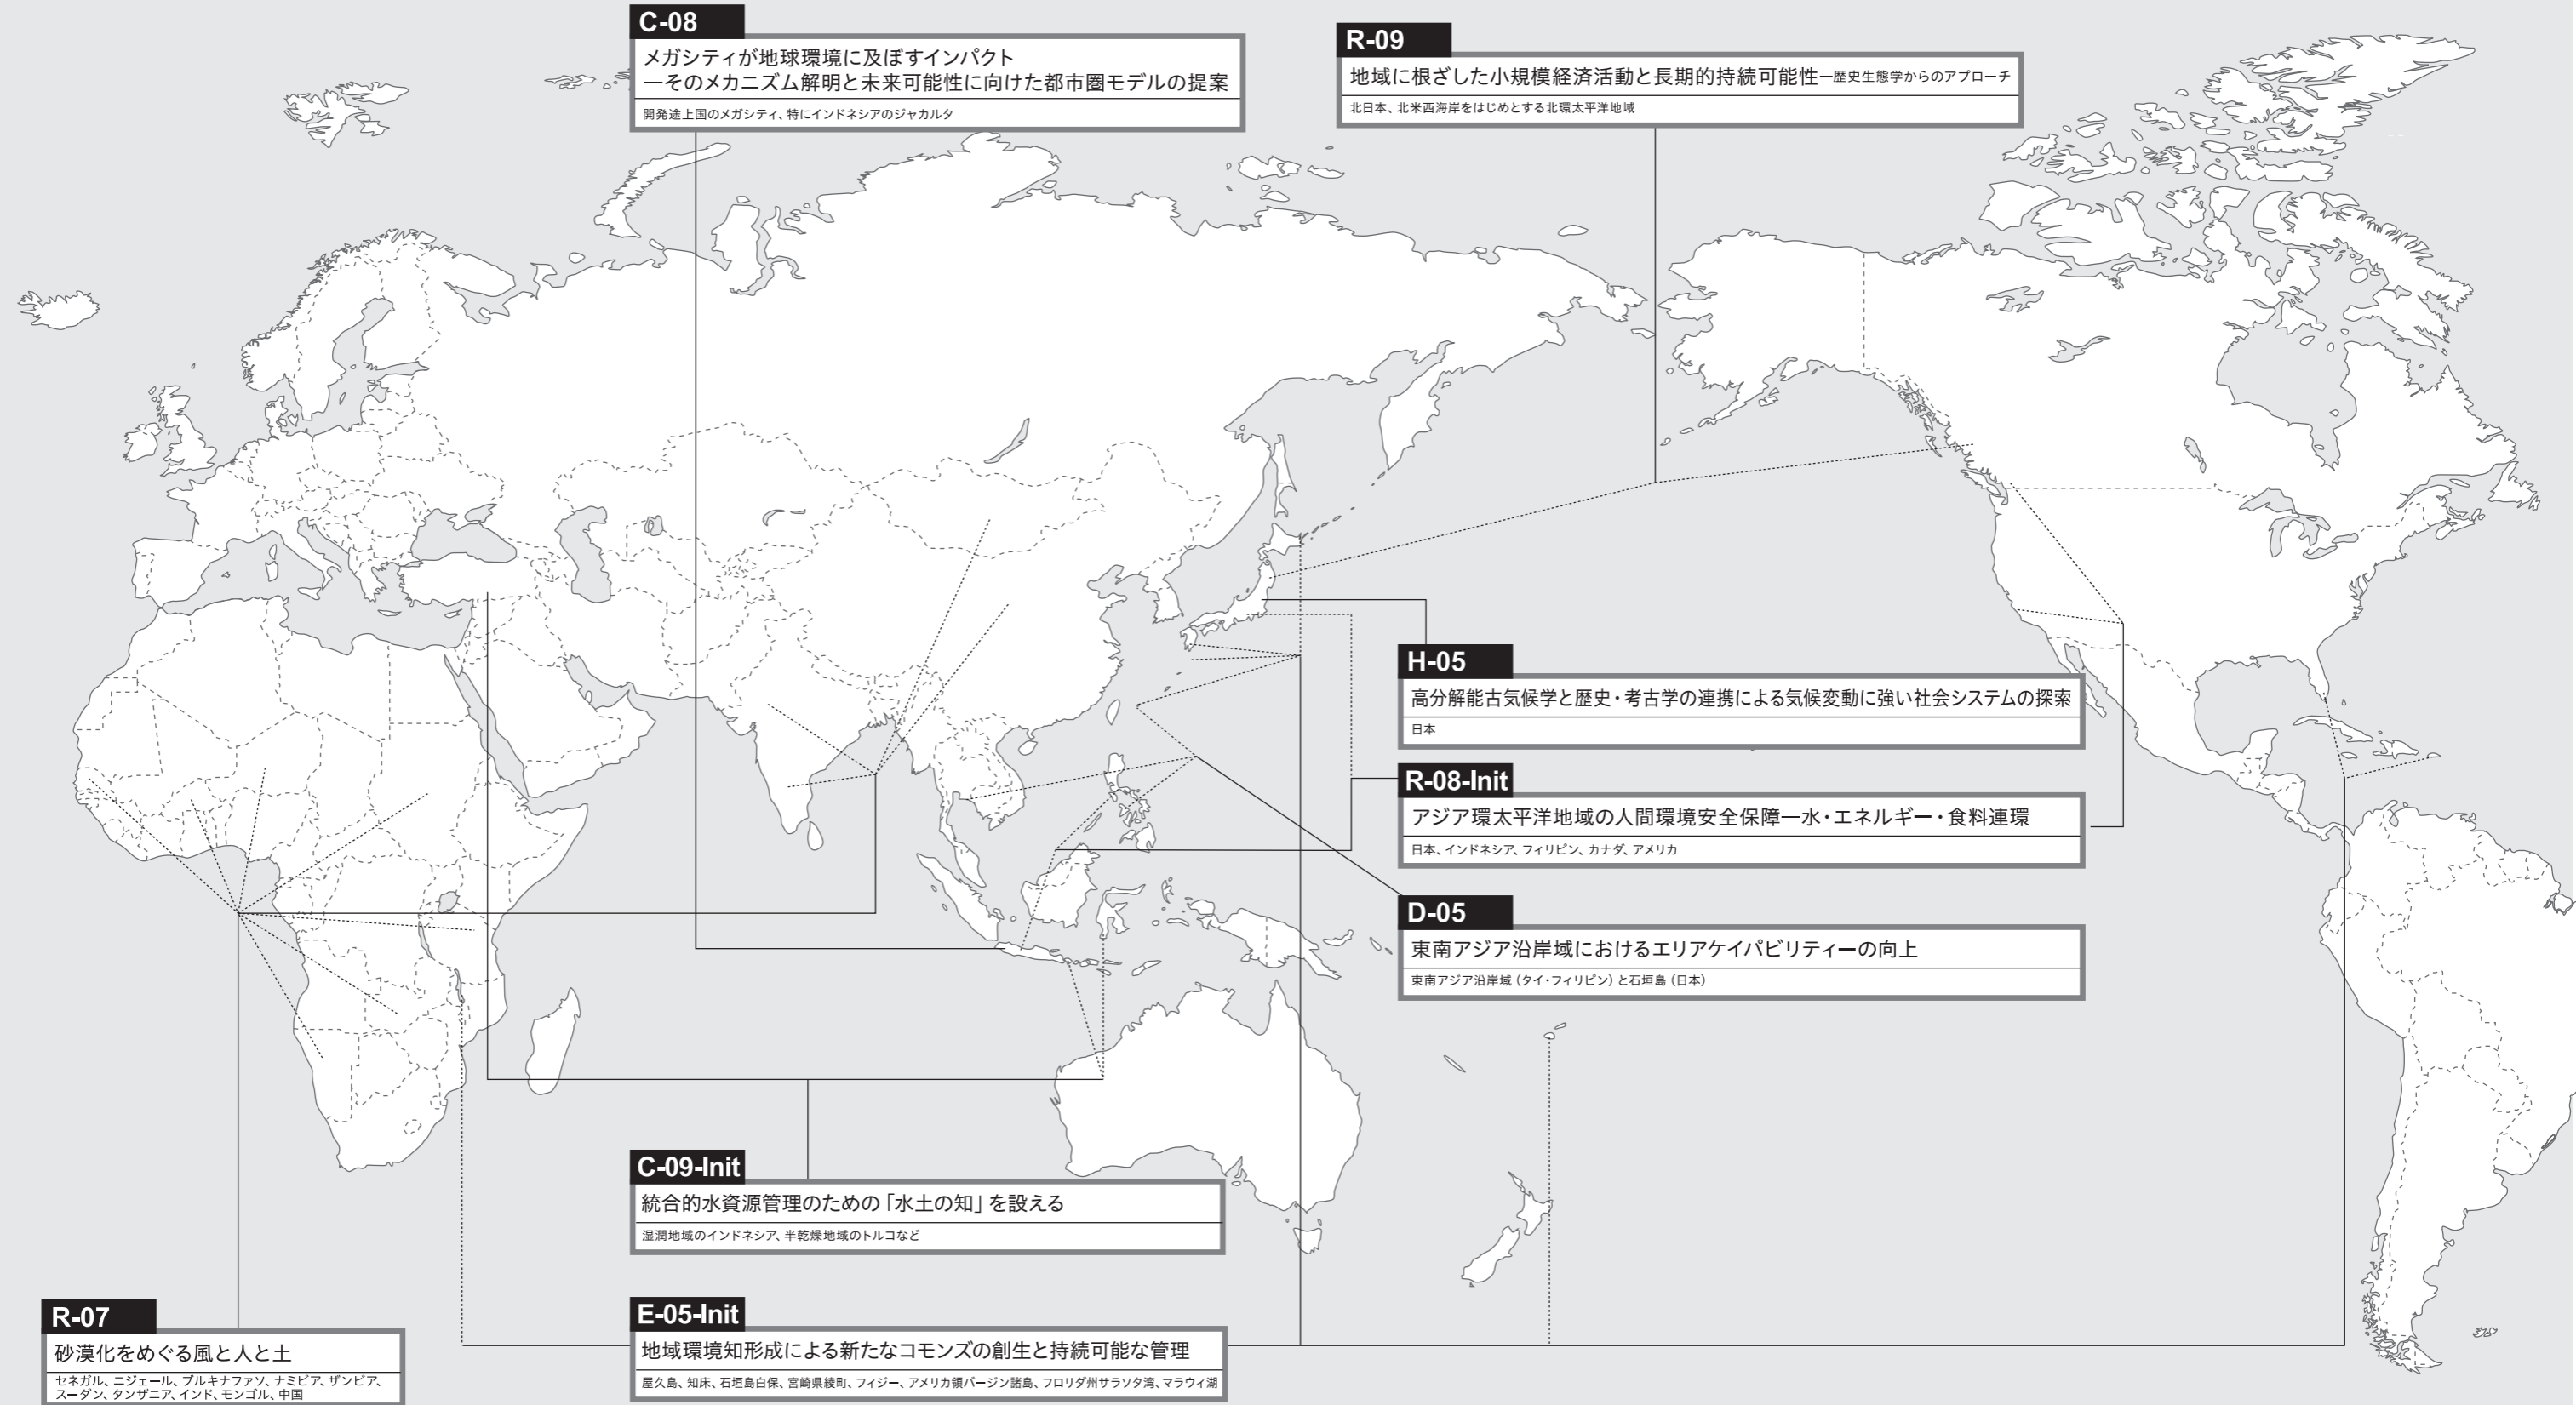 C-08
メガシティが地球環境に及ぼすインパクト
―そのメカニズム解明と未来可能性に向けた都市圏モデルの提案
開発途上国のメガシティ、特にインドネシアのジャカルタ
R-09
地域に根ざした小規模経済活動と長期的持続可能性―歴史生態学からのアプローチ
北日本、北米西海岸をはじめとする北環太平洋地域
H-05
高分解能古気候学と歴史・考古学の連携による気候変動に強い社会システムの探索
日本
R-08-Init
アジア環太平洋地域の人間環境安全保障―水・エネルギー・食料連環
日本、インドネシア、フィリピン、カナダ、アメリカ
D-05
東南アジア沿岸域におけるエリアケイパビリティーの向上
東南アジア沿岸域（タイ・フィリピン）と石垣島（日本）
C-09-Init
統合的水資源管理のための「水土の知」を設える
湿潤地域のインドネシア、半乾燥地域のトルコなど
E-05-Init
地域環境知形成による新たなコモンズの創生と持続可能な管理
屋久島、知床、石垣島白保、宮崎県綾町、フィジー、アメリカ領バージン諸島、フロリダ州サラソタ湾、マラウィ湖
R-07
砂漠化をめぐる風と人と土
セネガル、ニジェール、ブルキナファソ、ナミビア、ザンビア、
スーダン、タンザニア、インド、モンゴル、中国